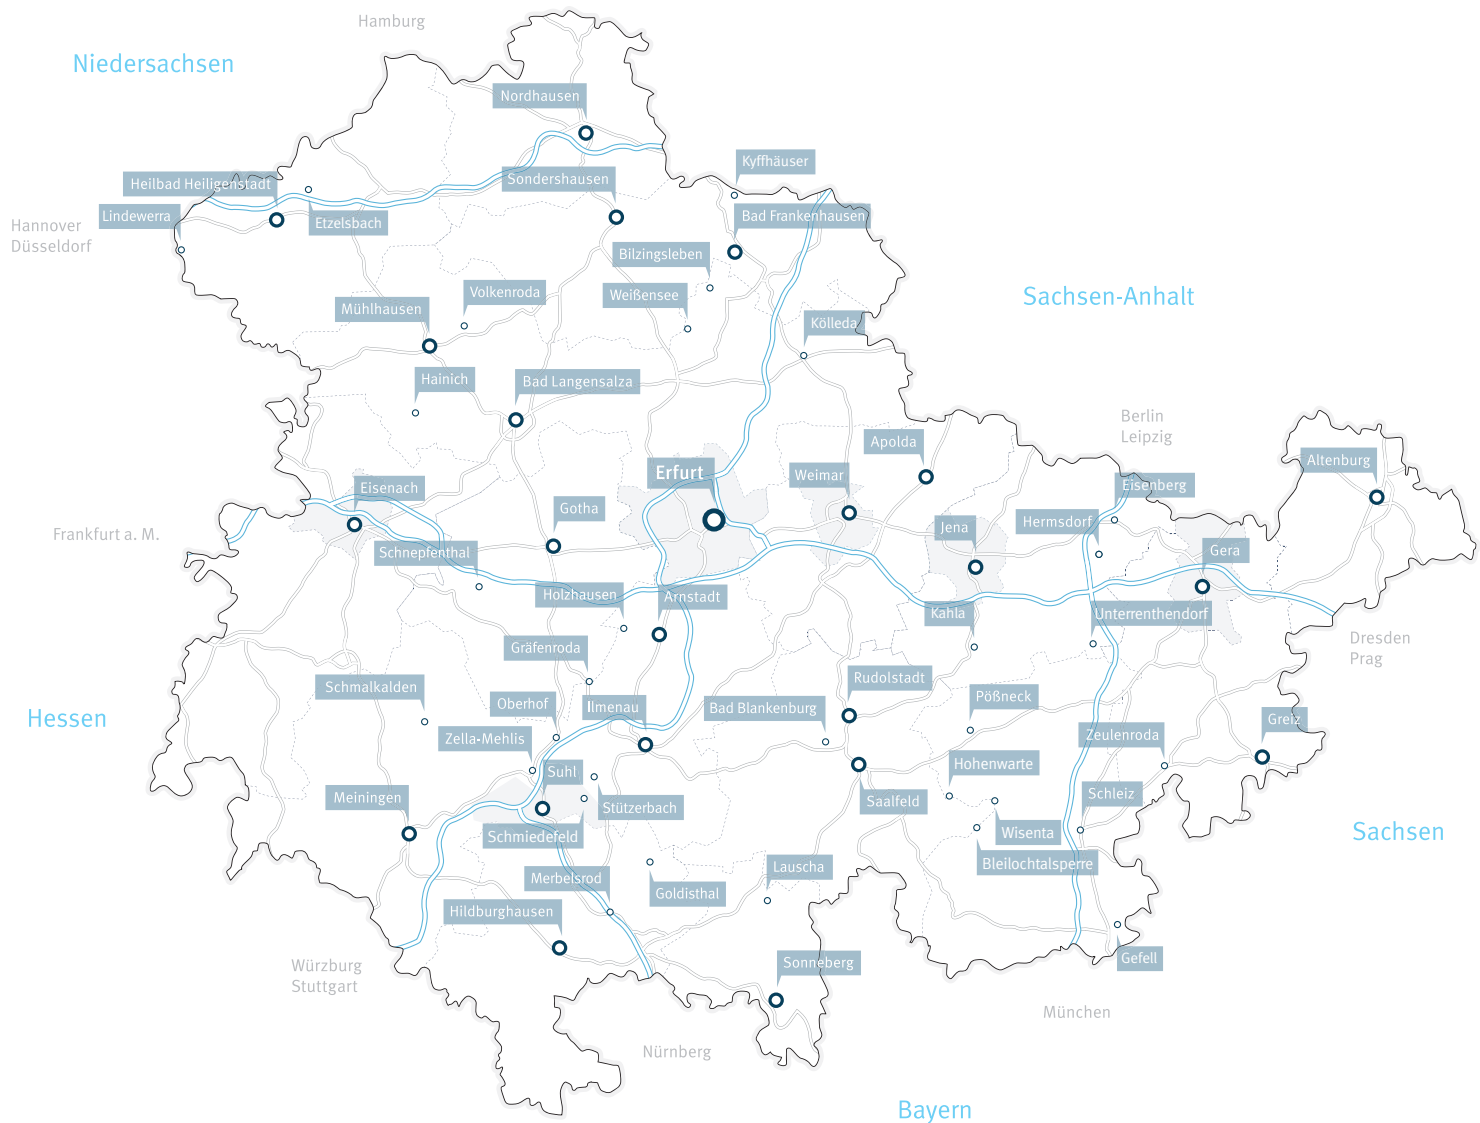 Hamburg
Niedersachsen
Nordhausen
Kyffhäuser
Sondershausen
Heilbad Heiligenstadt
Lindewerra
Etzelsbach
Bad Frankenhausen
Hannover
Düsseldorf
Bilzingsleben
Volkenroda
Weißensee
Sachsen-Anhalt
Mühlhausen
Kölleda
Hainich
Bad Langensalza
Berlin
Leipzig
Apolda
Altenburg
Erfurt
Weimar
Eisenach
Eisenberg
Gotha
Hermsdorf
Jena
Frankfurt a. M.
Schnepfenthal
Gera
Holzhausen
Arnstadt
Kahla
Unterrenthendorf
Dresden
Prag
Gräfenroda
Rudolstadt
Schmalkalden
Pößneck
Oberhof
Ilmenau
Bad Blankenburg
Hessen
Greiz
Zella-Mehlis
Zeulenroda
Hohenwarte
Suhl
Meiningen
Schleiz
Saalfeld
Stützerbach
Sachsen
Wisenta
Schmiedefeld
Bleilochtalsperre
Lauscha
Merbelsrod
Goldisthal
Hildburghausen
Gefell
Sonneberg
Würzburg
Stuttgart
München
Nürnberg
Bayern